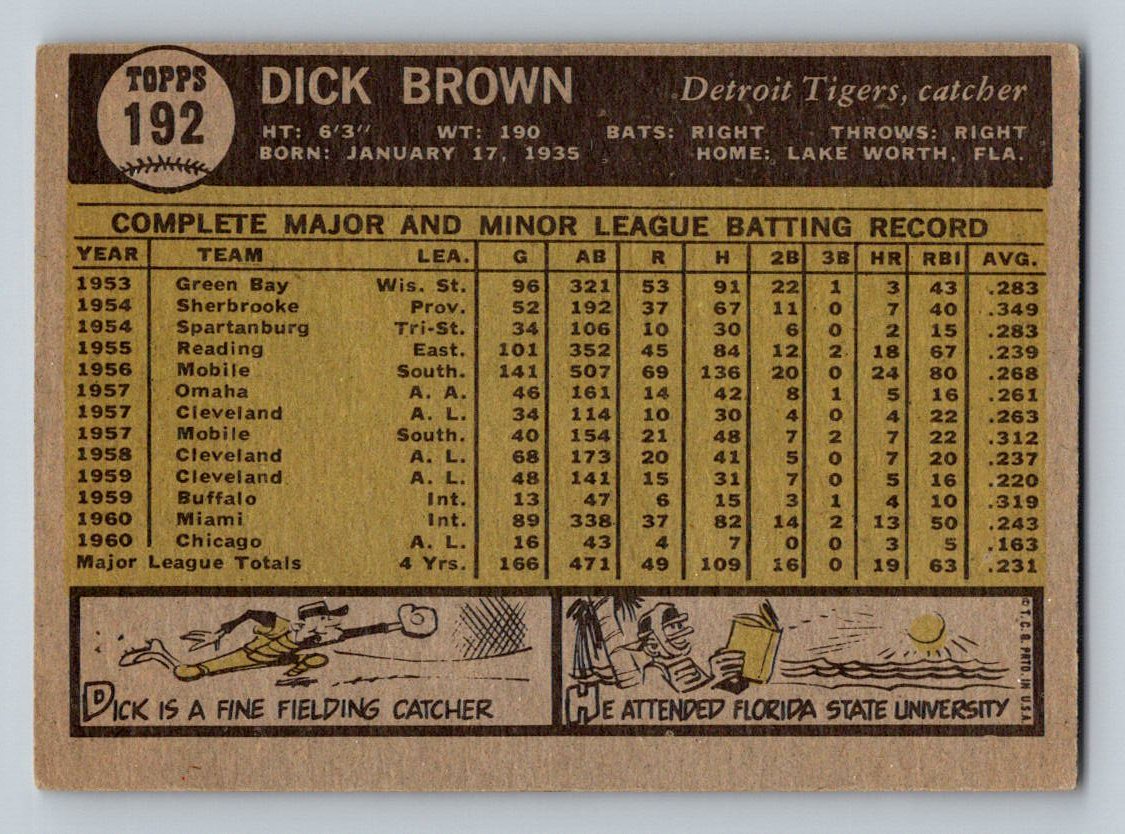 TOPPS
192
DICK BROWN
Detroit Tigers, catcher
HT: 6'3" WT: 190 BATS: RIGHT THROWS: RIGHT
BORN: JANUARY 17, 1935 HOME: LAKE WORTH, FLA.
COMPLETE MAJOR AND MINOR LEAGUE BATTING RECORD
YEAR TEAM LEA. G AB R H 2B 3B HR RBI AVG.
1953 Green Bay Wis. St. 96 321 53 91 22 1 3 43 .283
1954 Sherbrooke Prov. 52 192 37 67 11 0 7 40 .349
1954 Spartanburg Tri-St. 34 106 10 30 6 0 2 15 .283
1955 Reading East. 101 352 45 84 12 2 18 67 .239
1956 Mobile South. 141 507 69 136 20 0 24 80 .268
1957 Omaha A. A. 46 161 14 42 8 1 5 16 .261
1957 Cleveland A. L. 34 114 10 30 4 0 4 22 .263
1957 Mobile South. 40 154 21 48 7 2 7 22 .312
1958 Cleveland A. L. 68 173 20 41 5 0 7 20 .237
1959 Cleveland A. L. 48 141 15 31 7 0 5 16 .220
1959 Buffalo Int. 13 47 6 15 3 1 4 10 .319
1960 Miami Int. 89 338 37 82 14 2 13 50 .243
1960 Chicago A. L. 16 43 4 7 0 0 3 5 .163
Major League Totals 4 Yrs. 166 471 49 109 16 0 19 63 .231
DICK IS A FINE FIELDING CATCHER
HE ATTENDED FLORIDA STATE UNIVERSITY
© T. C. G. PRTD. IN U.S.A.